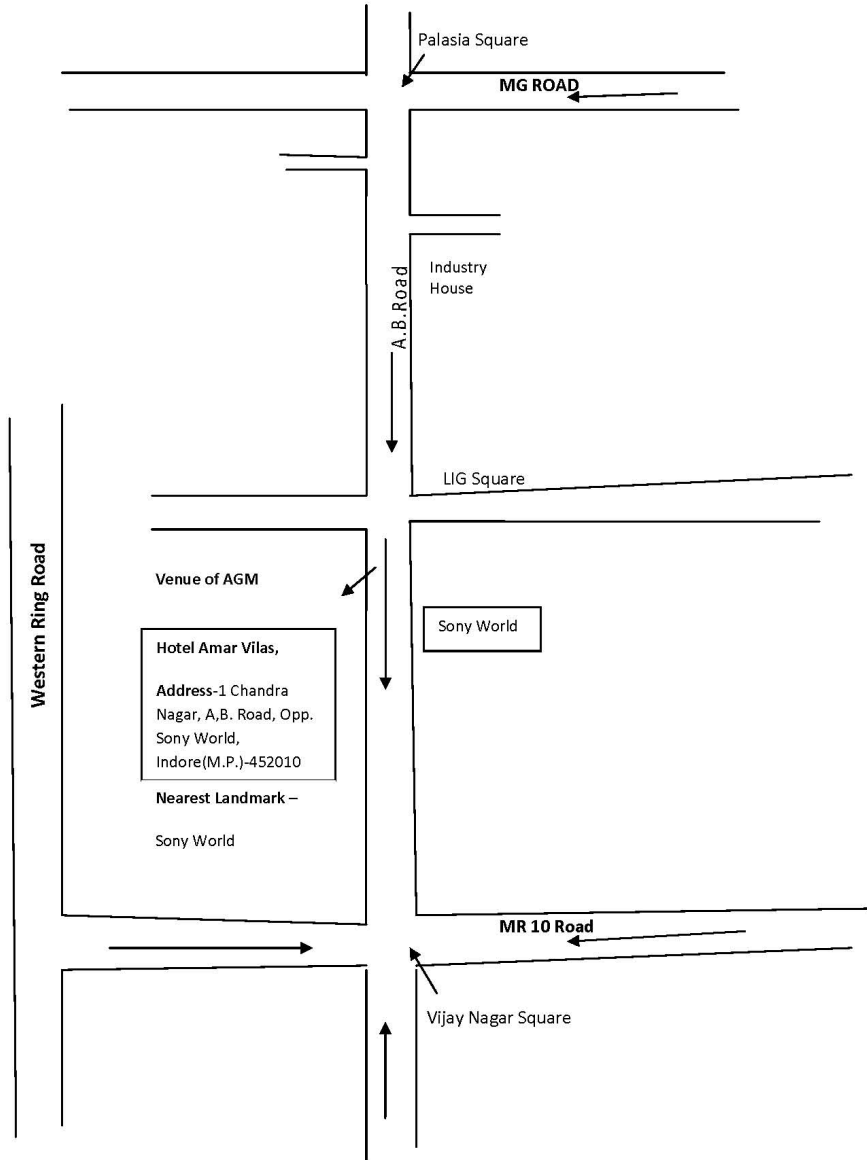 Palasia Square
MG ROAD
Industry
House
A.B.Road
LIG Square
Western Ring Road
Venue of AGM
Sony World
Hotel Amar Vilas,
Address-1 Chandra
Nagar, A,B. Road, Opp.
Sony World,
Indore(M.P.)-452010
Nearest Landmark –
Sony World
MR 10 Road
Vijay Nagar Square